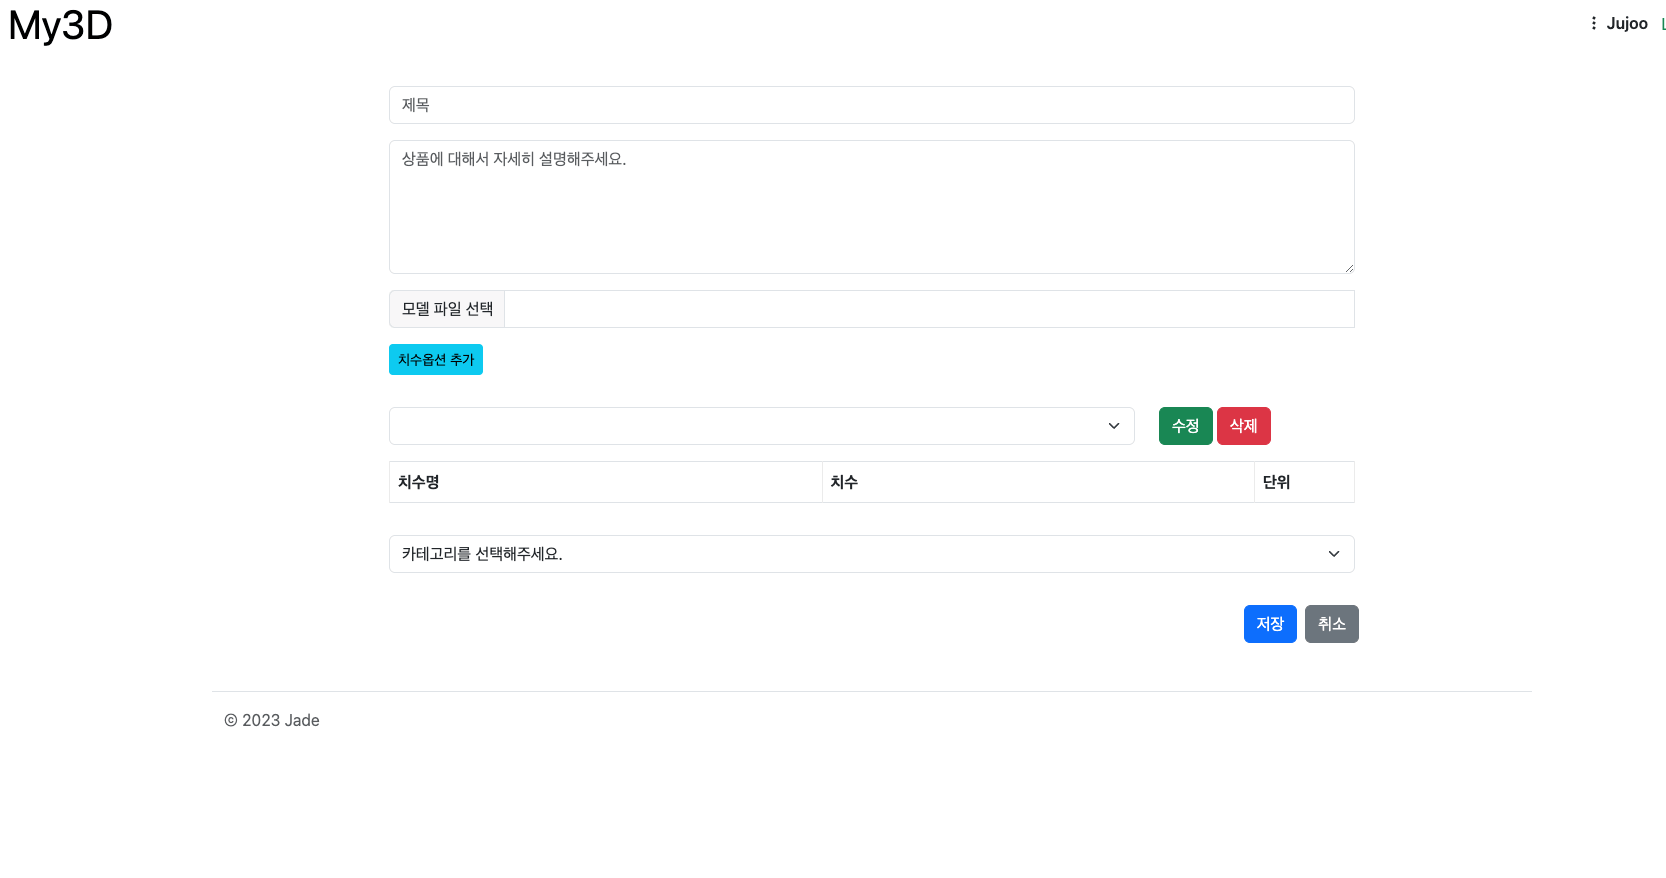 My3D
Jujoo L
제목
상품에 대해서 자세히 설명해주세요.
모델 파일 선택
치수옵션 추가
수정 삭제
치수명 치수 단위
카테고리를 선택해주세요.
저장 취소
© 2023 Jade